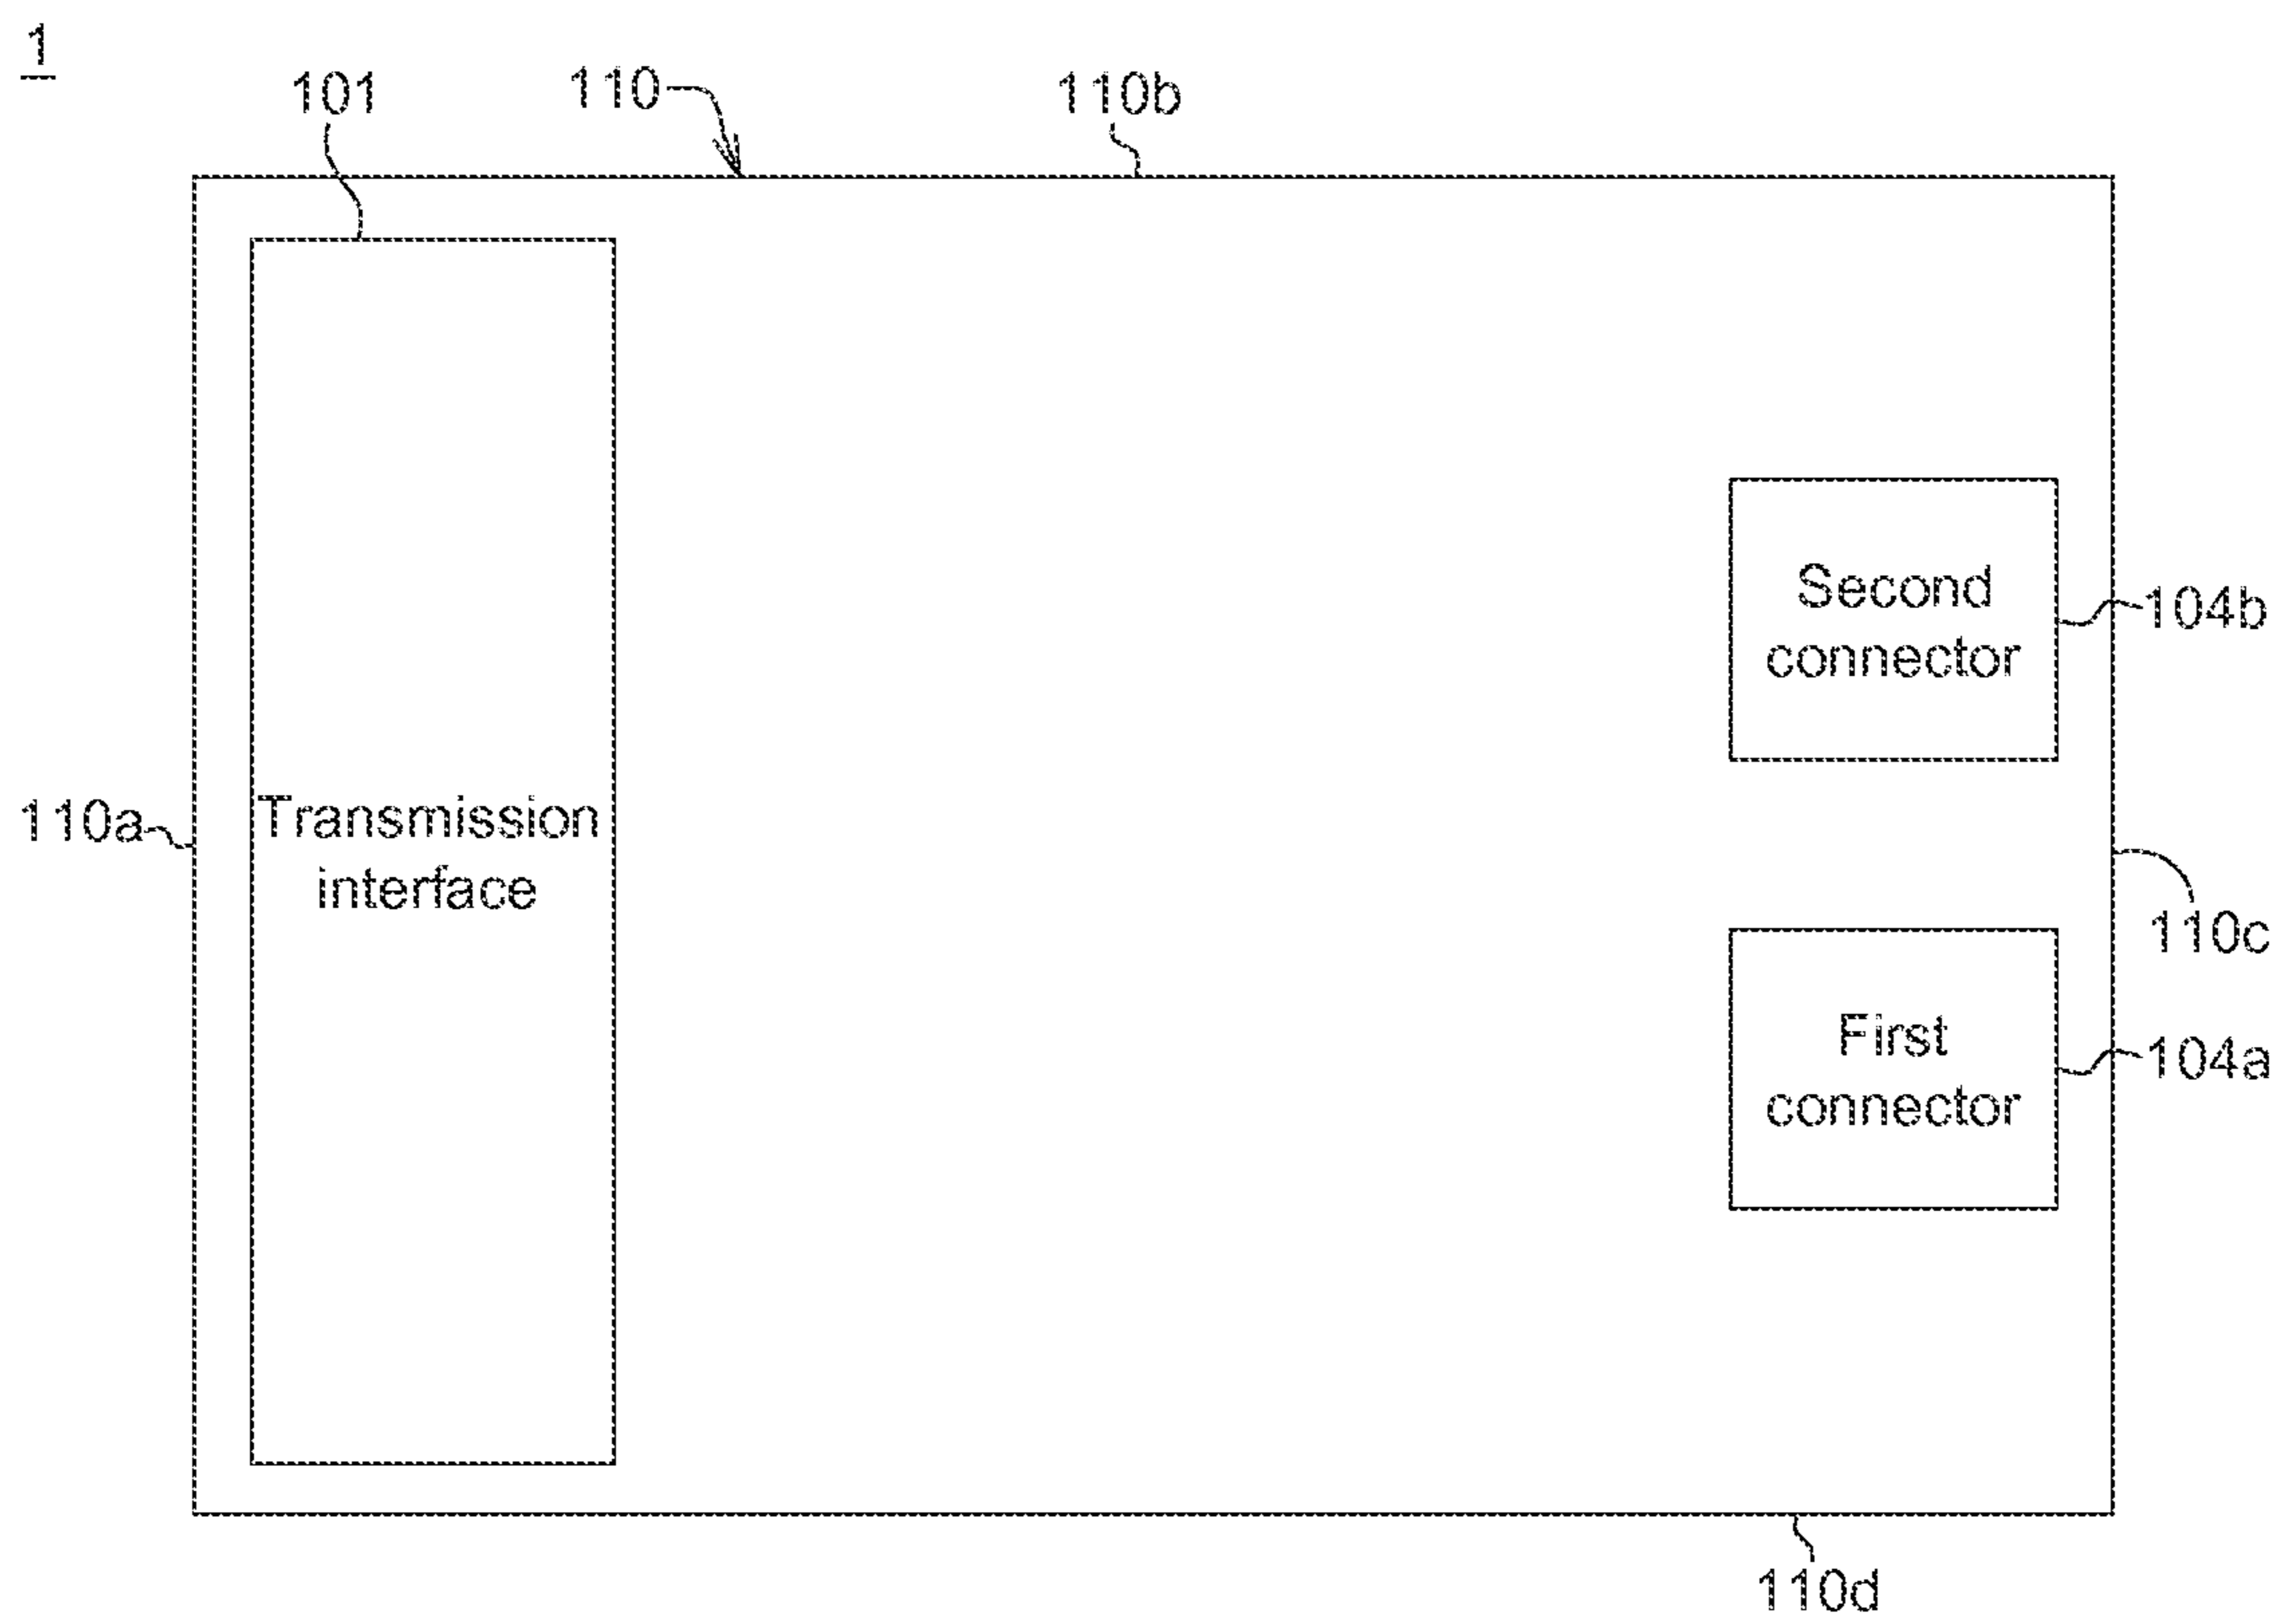 1
101
110
110b
Second
connector
104b
110a
Transmission
interface
110c
First
connector
104a
110d